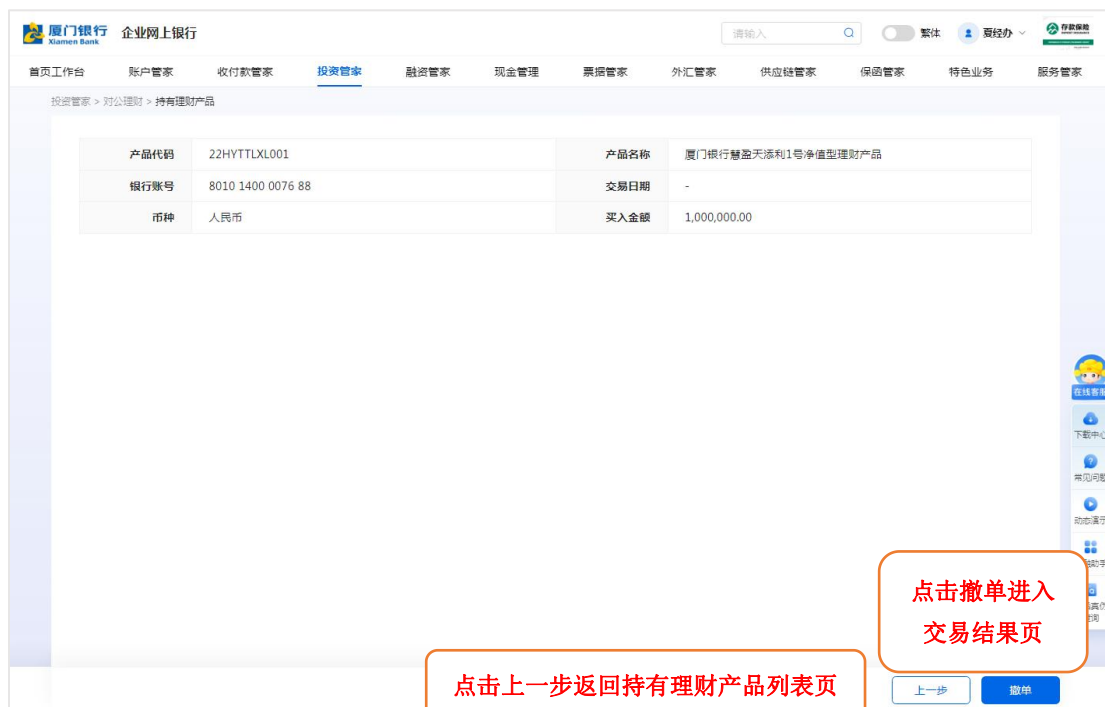 厦门银行 企业网上银行 请输入 繁体 夏经办 存款保险
Xiamen Bank
首页工作台 账户管家 收付款管家 投资管家 融资管家 现金管理 票据管家 外汇管家 供应链管家 保函管家 特色业务 服务管家
投资管家 > 对公理财 > 持有理财产品
产品代码 22HYTTLXL001 产品名称 厦门银行慧盈天添利1号净值型理财产品
银行账号 8010 1400 0076 88 交易日期 -
币种 人民币 买入金额 1,000,000.00
在线客服
下载中心
常见问题
动态演示
助手
真伪
询
点击撤单进入
交易结果页
点击上一步返回持有理财产品列表页
上一步 撤单